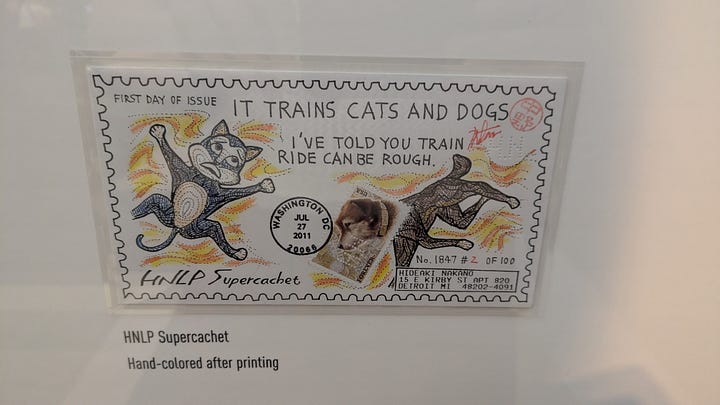 FIRST DAY OF ISSUE
IT TRAINS CATS AND DOGS
I'VE TOLD YOU TRAIN
RIDE CAN BE ROUGH.
WASHINGTON DC
JUL
27
2011
20066
No. 1847 #2 OF 100
HNLP Supercachet
HIDEAKI NAKANO
15 E KIRBY ST APT 820
DETROIT MI 48202-4091
HNLP Supercachet
Hand-colored after printing